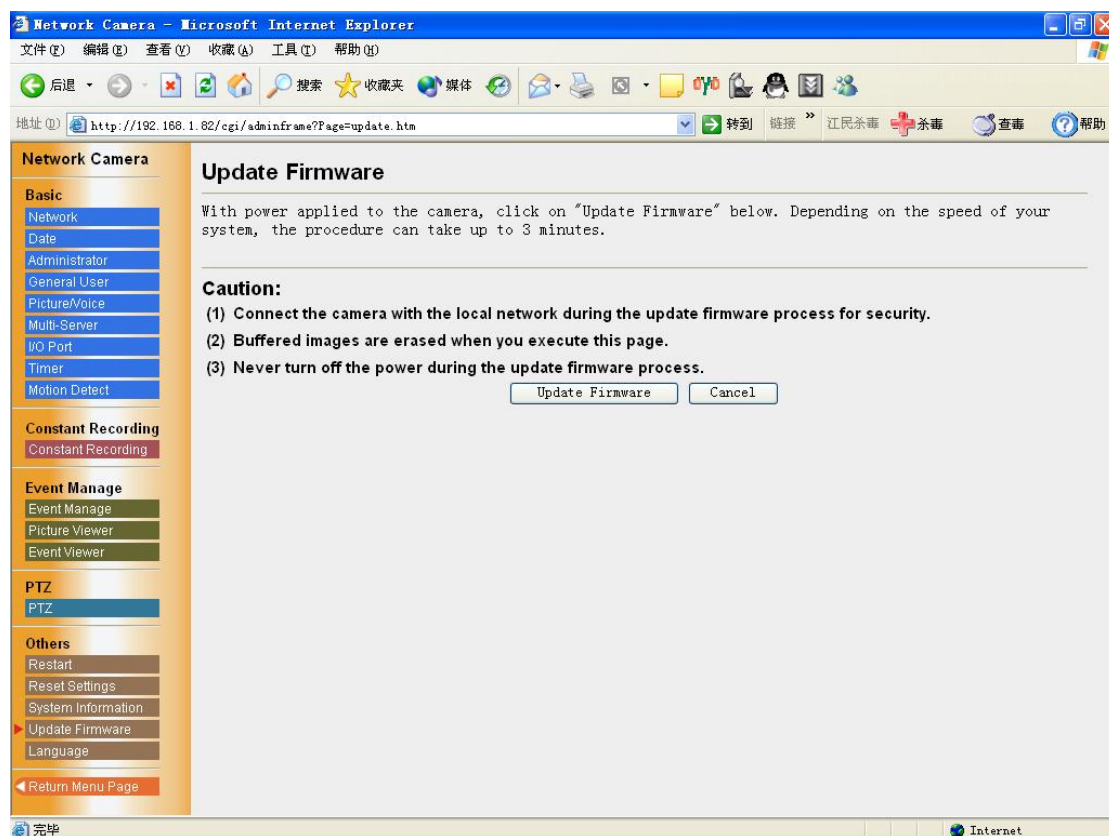 Network Camera - Microsoft Internet Explorer
文件(F) 编辑(E) 查看(V) 收藏(A) 工具(T) 帮助(H)
后退 搜索 收藏夹 媒体
地址(D) http://192.168.1.82/cgi/adminframe?Page=update.htm 转到 链接 » 江民杀毒 杀毒 查毒 帮助
Network Camera
Basic
Network
Date
Administrator
General User
Picture/Voice
Multi-Server
I/O Port
Timer
Motion Detect
Constant Recording
Constant Recording
Event Manage
Event Manage
Picture Viewer
Event Viewer
PTZ
PTZ
Others
Restart
Reset Settings
System Information
Update Firmware
Language
Return Menu Page
Update Firmware
With power applied to the camera, click on "Update Firmware" below. Depending on the speed of your
system, the procedure can take up to 3 minutes.
Caution:
(1) Connect the camera with the local network during the update firmware process for security.
(2) Buffered images are erased when you execute this page.
(3) Never turn off the power during the update firmware process.
Update Firmware Cancel
完毕 Internet